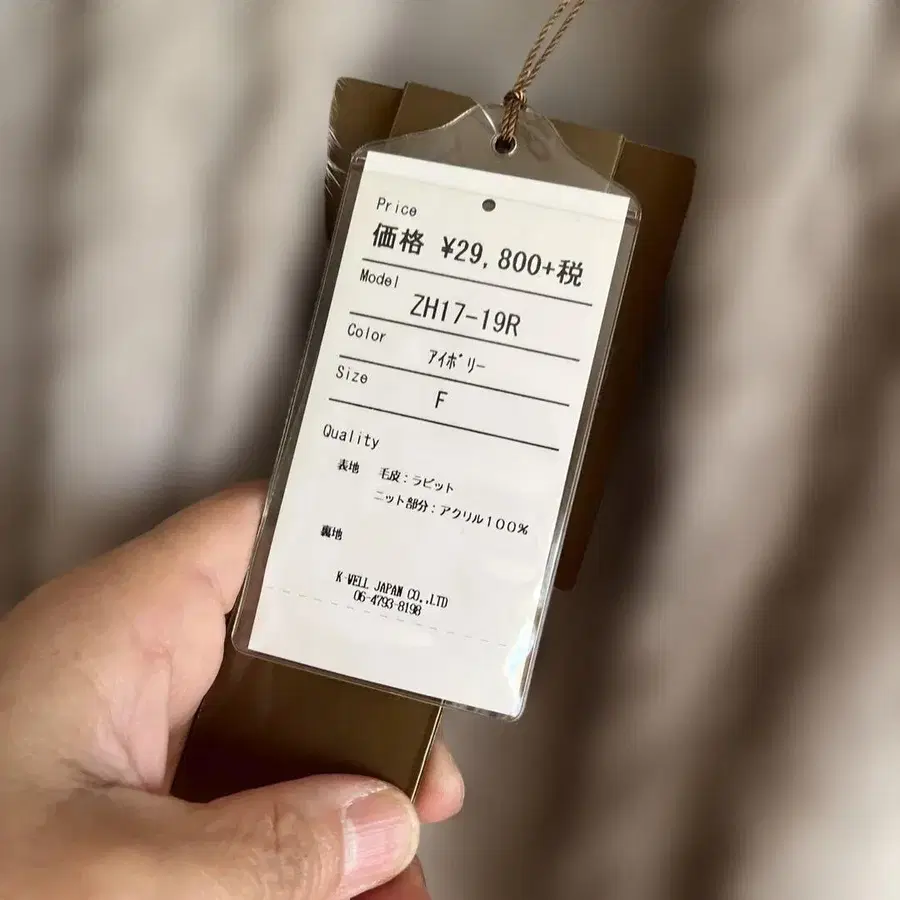 Price
価格 ¥29,800+税
Model
ZH17-19R
Color
ｱｲﾎﾞﾘｰ
Size
F
Quality
表地 毛皮：ラビット
ニット部分：アクリル１００％
裏地
K-WELL JAPAN CO.,LTD
06-4793-8198